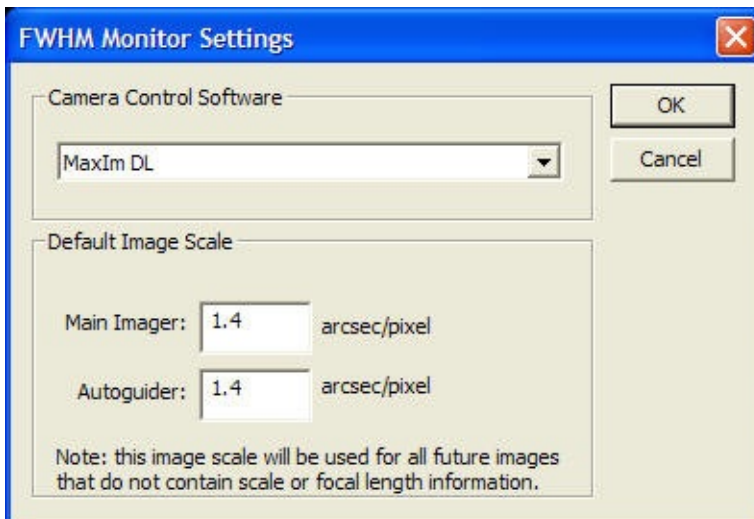 FWHM Monitor Settings
Camera Control Software
MaxIm DL
OK
Cancel
Default Image Scale
Main Imager: 1.4 arcsec/pixel
Autoguider: 1.4 arcsec/pixel
Note: this image scale will be used for all future images
that do not contain scale or focal length information.